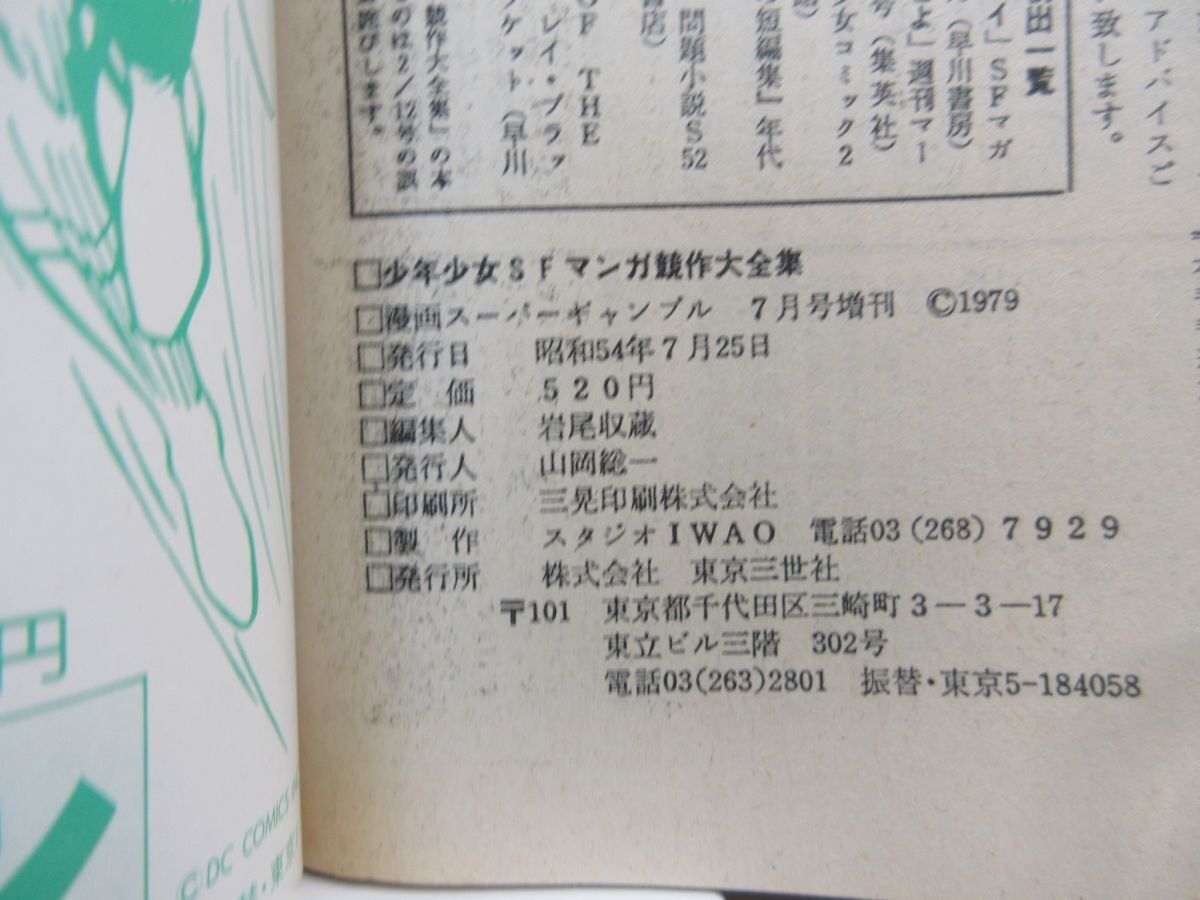 アドバイスご
致します。
出一覧
イ」SFマガ
（早川書房）
よ」週刊マー
号（集英社）
少女コミック2
短編集』年代
問題小説S52
書店）
OF THE
レイ・ブラッ
ケット（早川
競作大全集」の本
の12/12号の誤
詫びします。
□少年少女SFマンガ競作大全集
□漫画スーパーギャンブル 7月号増刊 ©1979
□発行日 昭和54年7月25日
□定 価 520円
□編集人 岩尾収蔵
□発行人 山岡総一
□印刷所 三晃印刷株式会社
□製 作 スタジオIWAO 電話03(268)7929
□発行所 株式会社 東京三世社
〒101 東京都千代田区三崎町3-3-17
東立ビル三階 302号
電話03(263)2801 振替・東京5-184058
円
©DC COMICS
・東京